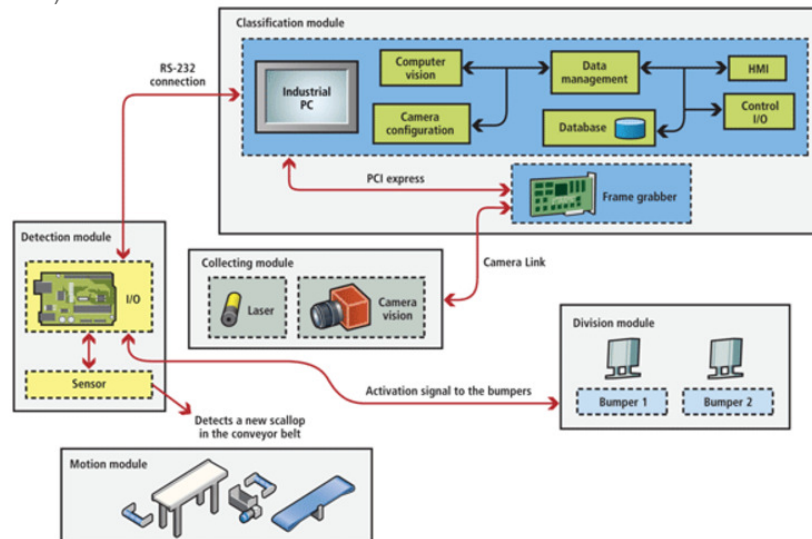 Classification module
RS-232
connection
Industrial
PC
Computer
vision
Camera
configuration
Data
management
Database
HMI
Control
I/O
PCI express
Frame grabber
Detection module
I/O
Sensor
Collecting module
Laser
Camera
vision
Camera Link
Division module
Bumper 1
Bumper 2
Activation signal to the bumpers
Detects a new scallop
in the conveyor belt
Motion module